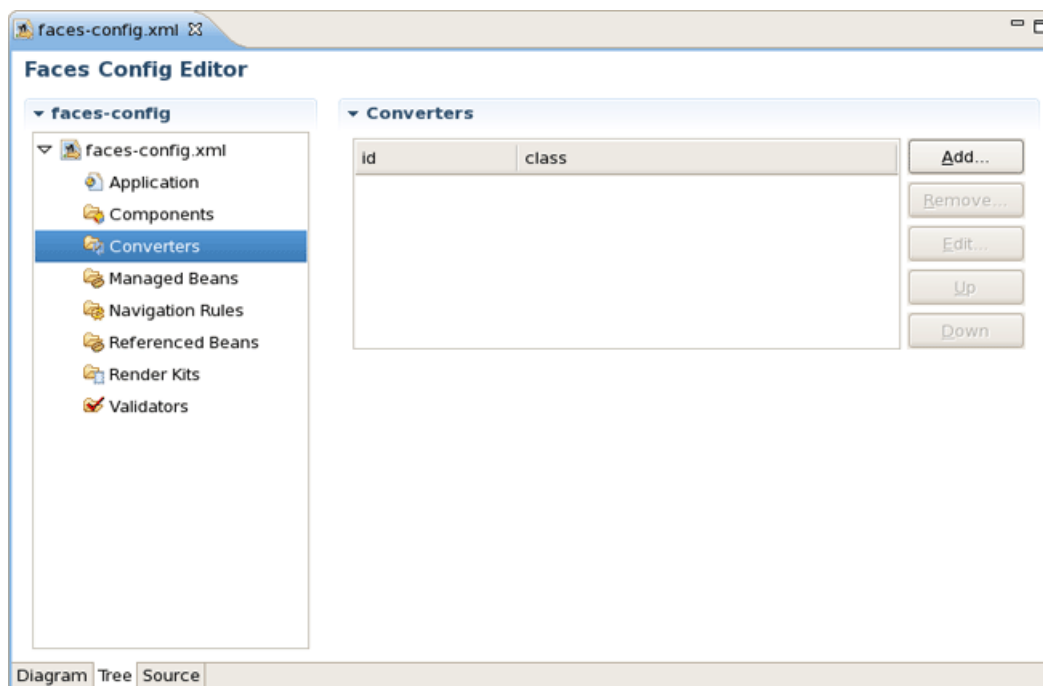 faces-config.xml
Faces Config Editor
faces-config
faces-config.xml
Application
Components
Converters
Managed Beans
Navigation Rules
Referenced Beans
Render Kits
Validators
Converters
id class
Add...
Remove...
Edit...
Up
Down
Diagram Tree Source